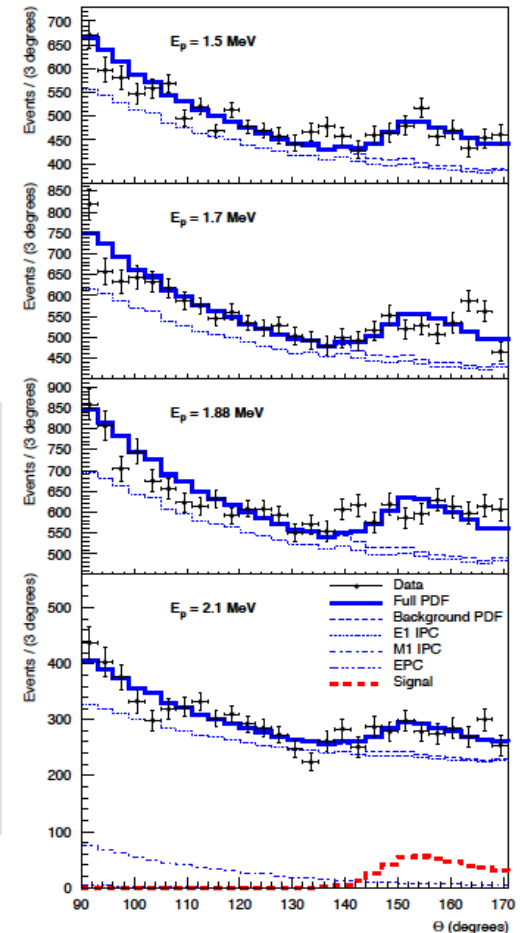 Events / (3 degrees)
700
650
600
550
500
450
400
E_p = 1.5 MeV
Events / (3 degrees)
850
800
750
700
650
600
550
500
450
E_p = 1.7 MeV
Events / (3 degrees)
900
850
800
750
700
650
600
550
500
E_p = 1.88 MeV
Events / (3 degrees)
500
400
300
200
100
0
E_p = 2.1 MeV
Data
Full PDF
Background PDF
E1 IPC
M1 IPC
EPC
Signal
90 100 110 120 130 140 150 160 170
Θ (degrees)